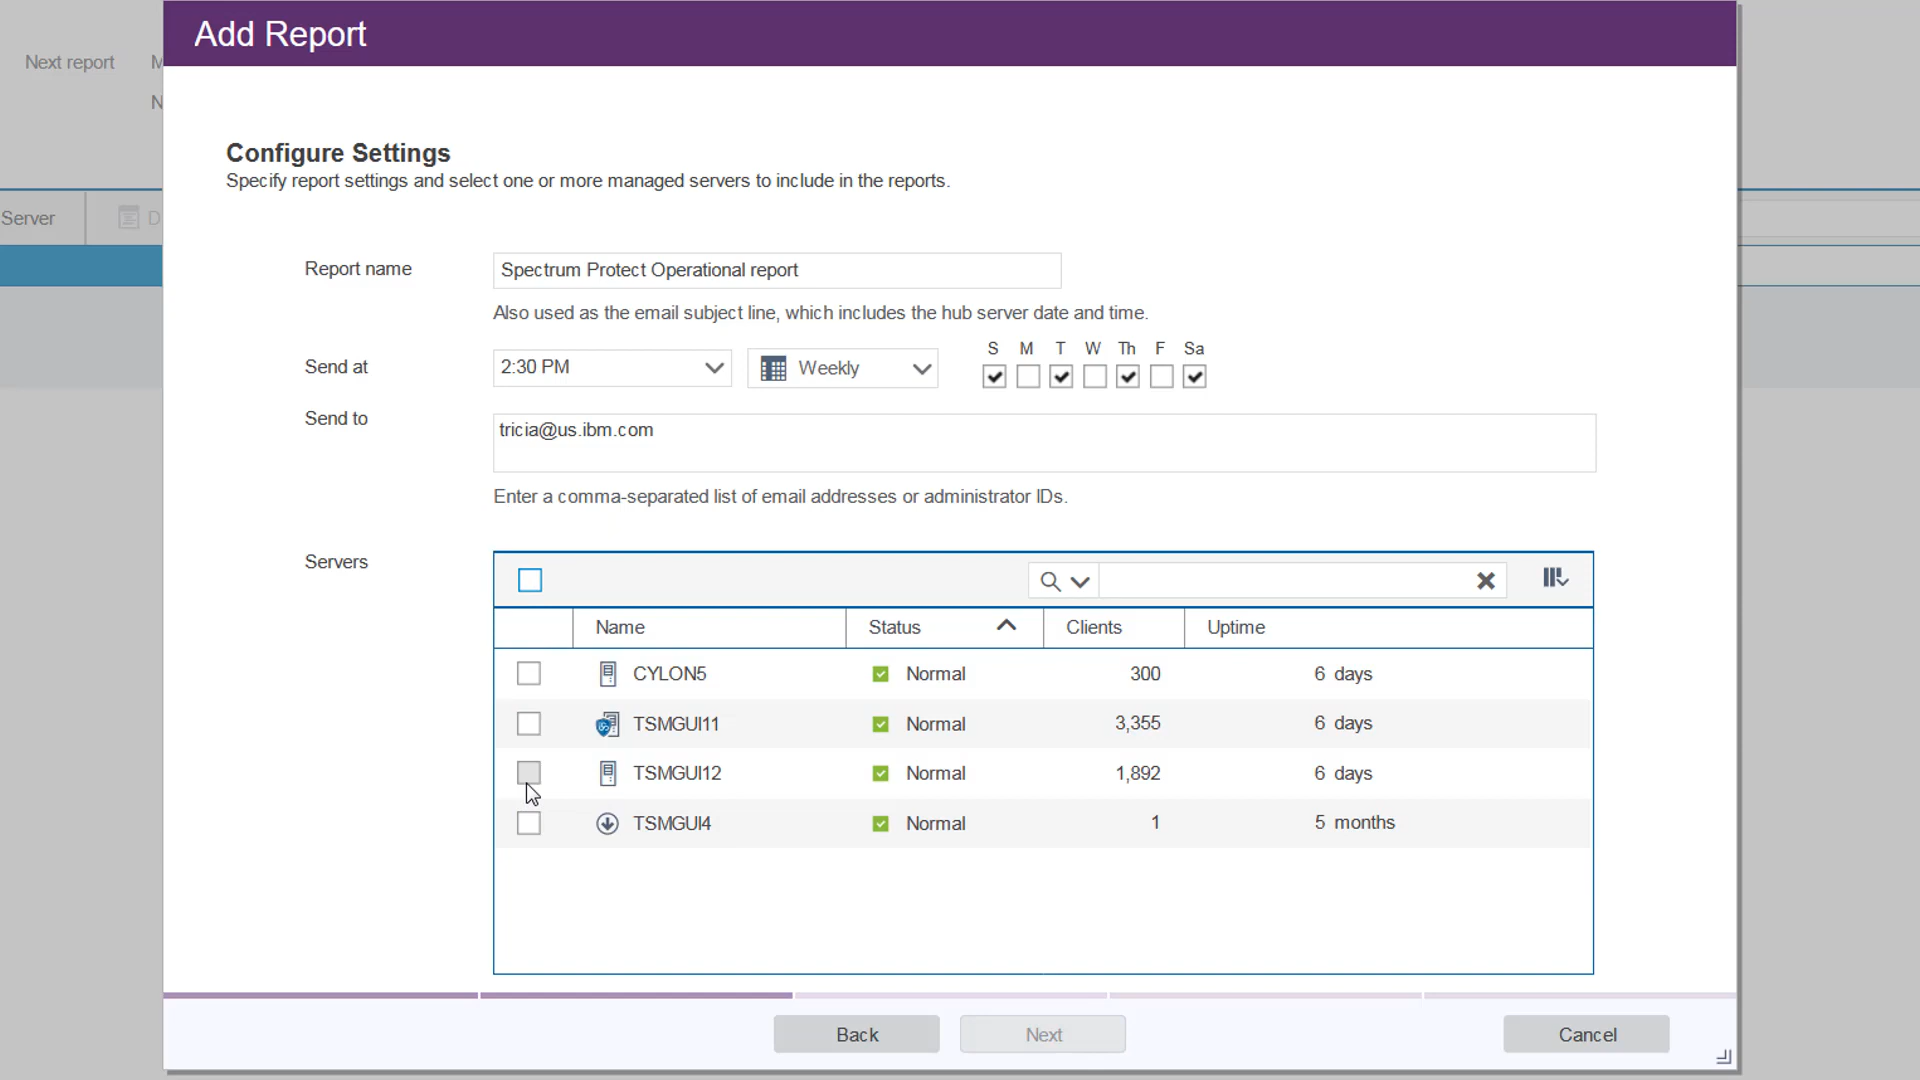 Add Report
Next report M
N
Configure Settings
Specify report settings and select one or more managed servers to include in the reports.
Server D
Report name Spectrum Protect Operational report
Also used as the email subject line, which includes the hub server date and time.
S M T W Th F Sa
Send at 2:30 PM Weekly
Send to tricia@us.ibm.com
Enter a comma-separated list of email addresses or administrator IDs.
Servers
Name Status Clients Uptime
CYLON5 Normal 300 6 days
TSMGUI11 Normal 3,355 6 days
TSMGUI12 Normal 1,892 6 days
TSMGUI4 Normal 1 5 months
Back Next Cancel